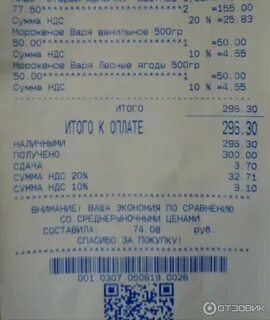 77.50*************2 =155.00
Сумма НДС 20 % =25.83
Мороженое Варя ванильное 500гр
50.00*************1 =50.00
Сумма НДС 10 % =4.55
Мороженое Варя Лесные ягоды 500гр
50.00*************1 =50.00
Сумма НДС 10 % =4.55
ИТОГО 296.30
ИТОГО К ОПЛАТЕ 296.30
НАЛИЧНЫМИ 296.30
ПОЛУЧЕНО 300.00
СДАЧА 3.70
СУММА НДС 20% 32.71
СУММА НДС 10% 9.10
ВНИМАНИЕ! ВАША ЭКОНОМИЯ ПО СРАВНЕНИЮ
СО СРЕДНЕРЫНОЧНЫМИ ЦЕНАМИ
СОСТАВИЛА: 74 08 руб.
СПАСИБО ЗА ПОКУПКУ!
001 0307 050819 0026
ОТЗОВИК